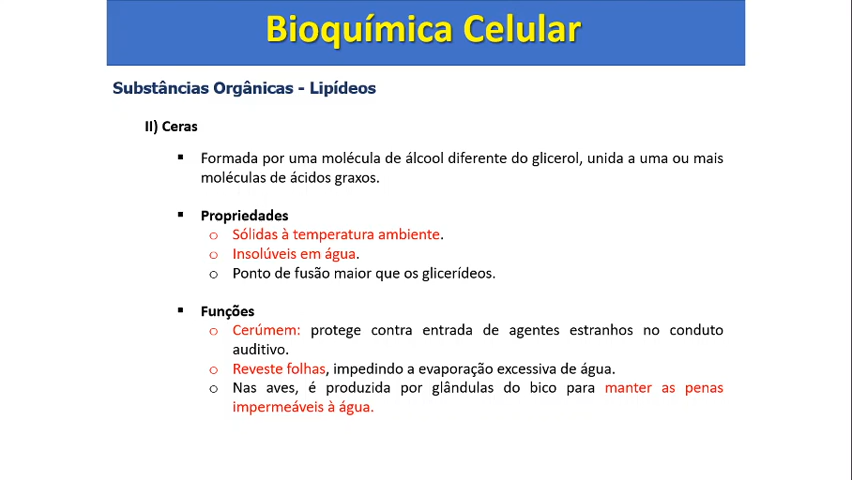 Bioquímica Celular
Substâncias Orgânicas - Lipídeos
II) Ceras
▪ Formada por uma molécula de álcool diferente do glicerol, unida a uma ou mais
moléculas de ácidos graxos.
▪ Propriedades
o Sólidas à temperatura ambiente.
o Insolúveis em água.
o Ponto de fusão maior que os glicerídeos.
▪ Funções
o Cerúmem: protege contra entrada de agentes estranhos no conduto
auditivo.
o Reveste folhas, impedindo a evaporação excessiva de água.
o Nas aves, é produzida por glândulas do bico para manter as penas
impermeáveis à água.